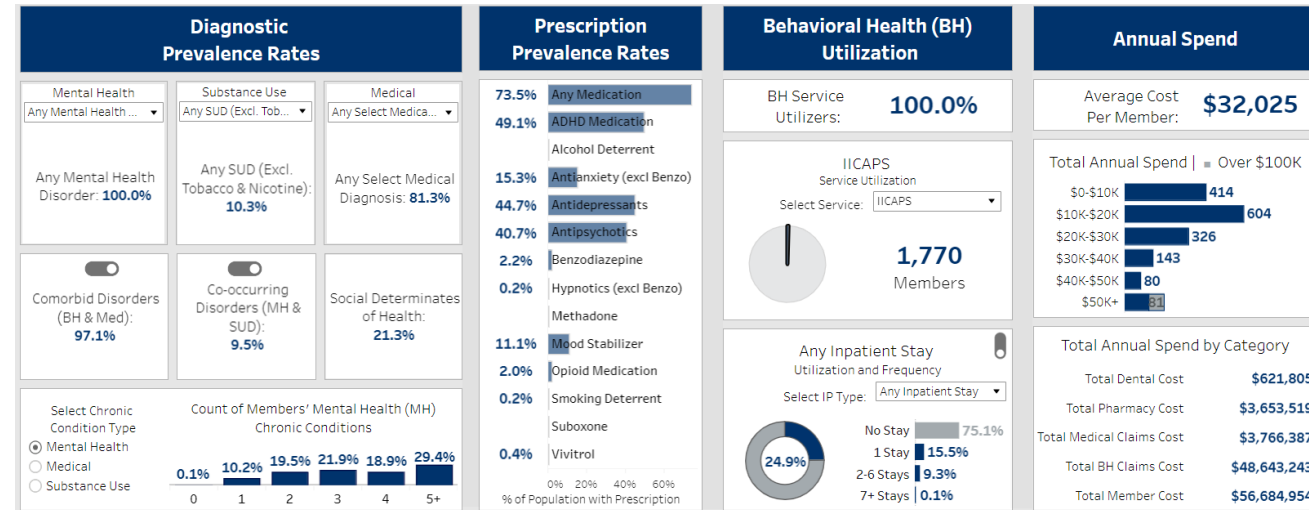 Diagnostic
Prevalence Rates
Mental Health
Any Mental Health ...
Substance Use
Any SUD (Excl. Tob...
Medical
Any Select Medica...
Any Mental Health
Disorder: 100.0%
Any SUD (Excl.
Tobacco & Nicotine):
10.3%
Any Select Medical
Diagnosis: 81.3%
Comorbid Disorders
(BH & Med):
97.1%
Co-occurring
Disorders (MH &
SUD):
9.5%
Social Determinates
of Health:
21.3%
Select Chronic
Condition Type
Mental Health
Medical
Substance Use
Count of Members' Mental Health (MH)
Chronic Conditions
0.1% 10.2% 19.5% 21.9% 18.9% 29.4%
0 1 2 3 4 5+
Prescription
Prevalence Rates
73.5% Any Medication
49.1% ADHD Medication
Alcohol Deterrent
15.3% Antianxiety (excl Benzo)
44.7% Antidepressants
40.7% Antipsychotics
2.2% Benzodiazepine
0.2% Hypnotics (excl Benzo)
Methadone
11.1% Mood Stabilizer
2.0% Opioid Medication
0.2% Smoking Deterrent
Suboxone
0.4% Vivitrol
0% 20% 40% 60%
% of Population with Prescription
Behavioral Health (BH)
Utilization
BH Service
Utilizers: 100.0%
IICAPS
Service Utilization
Select Service: IICAPS
1,770
Members
Any Inpatient Stay
Utilization and Frequency
Select IP Type: Any Inpatient Stay
24.9%
No Stay 75.1%
1 Stay 15.5%
2-6 Stays 9.3%
7+ Stays 0.1%
Annual Spend
Average Cost
Per Member: $32,025
Total Annual Spend | Over $100K
$0-$10K 414
$10K-$20K 604
$20K-$30K 326
$30K-$40K 143
$40K-$50K 80
$50K+ 81
Total Annual Spend by Category
Total Dental Cost $621,805
Total Pharmacy Cost $3,653,519
Total Medical Claims Cost $3,766,387
Total BH Claims Cost $48,643,243
Total Member Cost $56,684,954